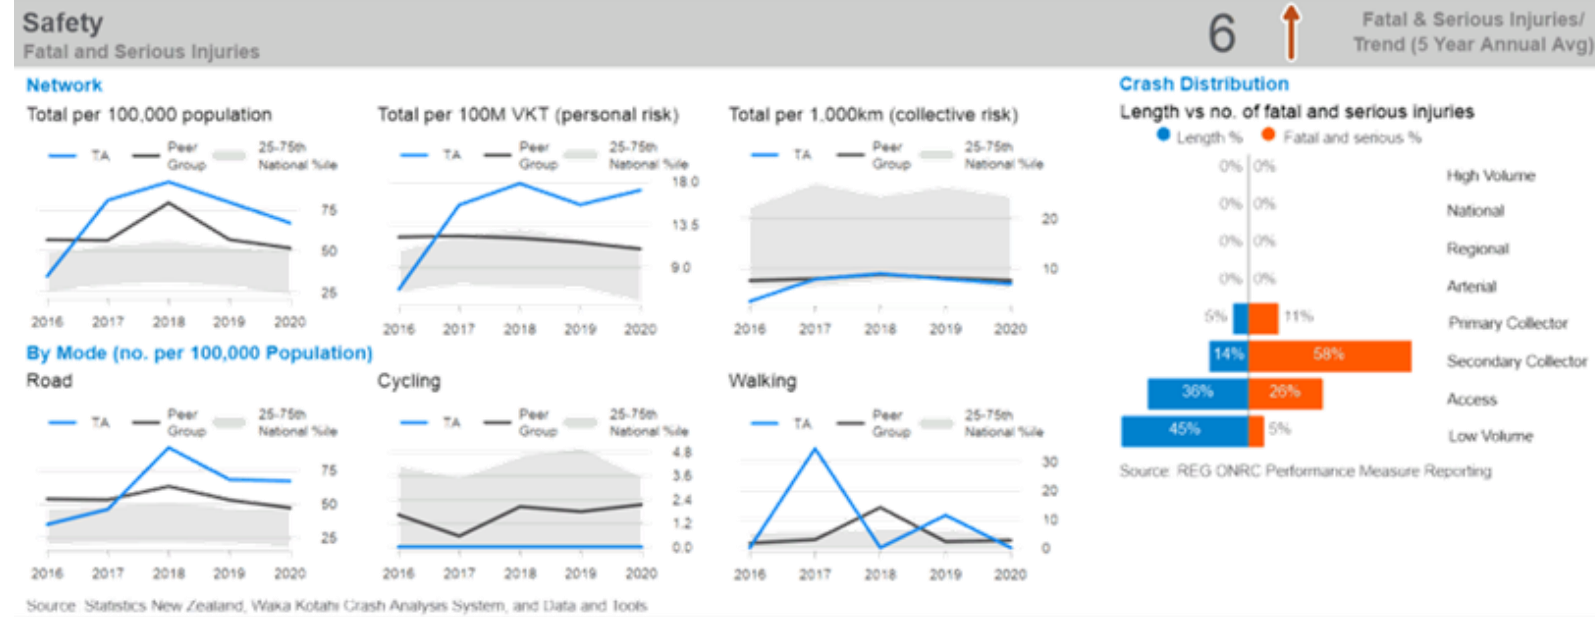 Safety
Fatal and Serious Injuries
6
Fatal & Serious Injuries/
Trend (5 Year Annual Avg)
Network
Total per 100,000 population
TA
Peer Group
25-75th National %ile
75
50
25
2016 2017 2018 2019 2020
Total per 100M VKT (personal risk)
TA
Peer Group
25-75th National %ile
18.0
13.5
9.0
2016 2017 2018 2019 2020
Total per 1.000km (collective risk)
TA
Peer Group
25-75th National %ile
20
10
2016 2017 2018 2019 2020
By Mode (no. per 100,000 Population)
Road
TA
Peer Group
25-75th National %ile
75
50
25
2016 2017 2018 2019 2020
Cycling
TA
Peer Group
25-75th National %ile
4.8
3.6
2.4
1.2
0.0
2016 2017 2018 2019 2020
Walking
TA
Peer Group
25-75th National %ile
30
20
10
0
2016 2017 2018 2019 2020
Source: Statistics New Zealand, Waka Kotahi Crash Analysis System, and Data and Tools
Crash Distribution
Length vs no. of fatal and serious injuries
Length % Fatal and serious %
0% 0% High Volume
0% 0% National
0% 0% Regional
0% 0% Arterial
5% 11% Primary Collector
14% 58% Secondary Collector
36% 26% Access
45% 5% Low Volume
Source: REG ONRC Performance Measure Reporting